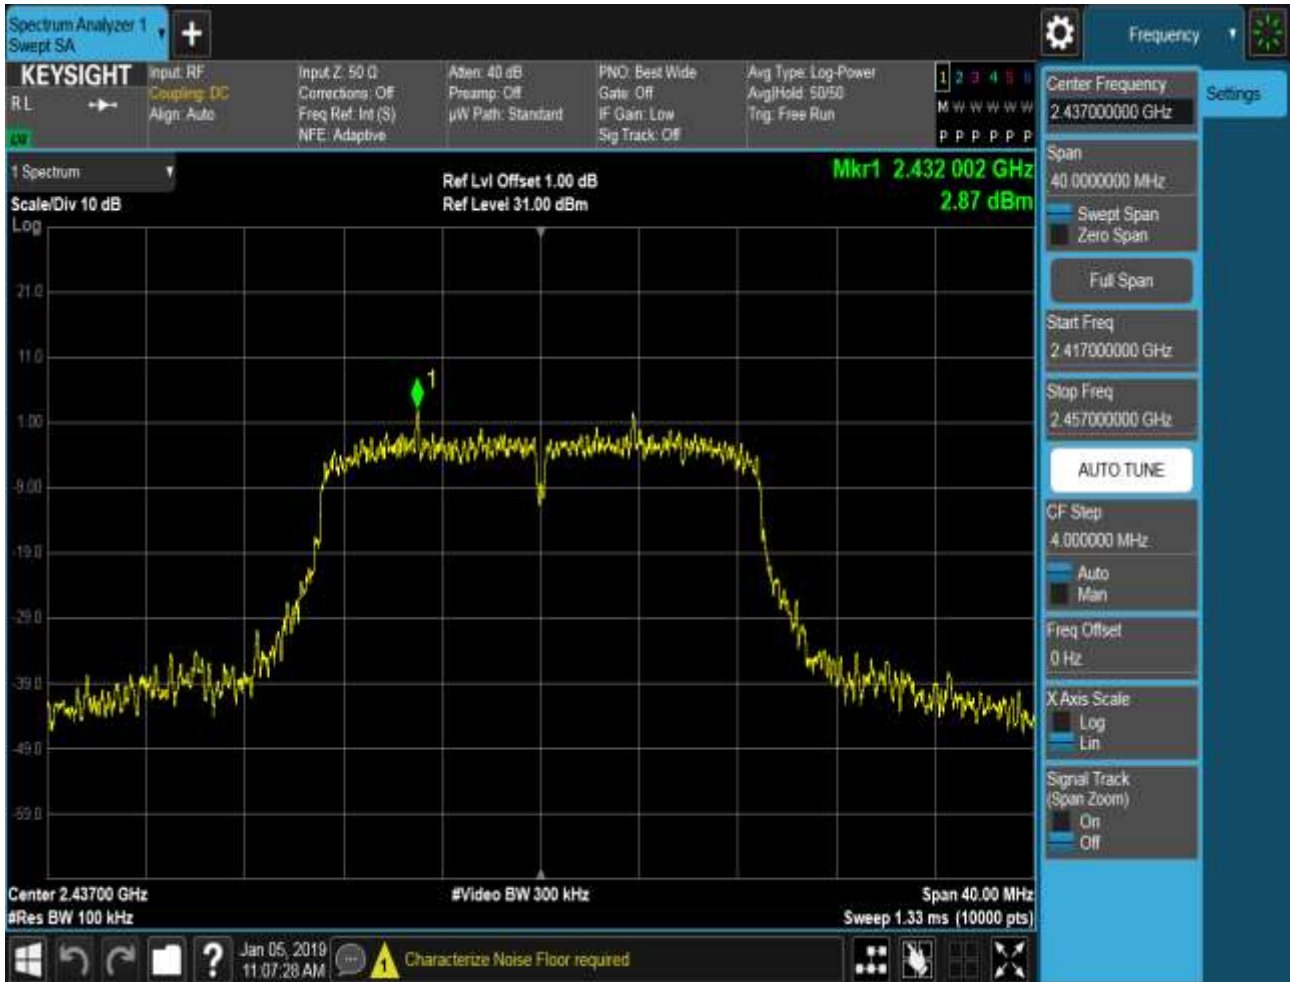 Spectrum Analyzer 1
Swept SA
Frequency
KEYSIGHT
RL
Input: RF
Coupling: DC
Align: Auto
Input Z: 50 Ω
Corrections: Off
Freq Ref: Int (S)
NFE: Adaptive
Atten: 40 dB
Preamp: Off
µW Path: Standard
PNO: Best Wide
Gate: Off
IF Gain: Low
Sig Track: Off
Avg Type: Log-Power
Avg|Hold: 50/50
Trig: Free Run
1 2 3 4 5 6
M W W W W W
P P P P P P
Center Frequency
2.437000000 GHz
Settings
Span
40.0000000 MHz
Swept Span
Zero Span
Full Span
Start Freq
2.417000000 GHz
Stop Freq
2.457000000 GHz
AUTO TUNE
CF Step
4.000000 MHz
Auto
Man
Freq Offset
0 Hz
X Axis Scale
Log
Lin
Signal Track
(Span Zoom)
On
Off
1 Spectrum
Scale/Div 10 dB
Log
Ref Lvl Offset 1.00 dB
Ref Level 31.00 dBm
Mkr1 2.432 002 GHz
2.87 dBm
1
21.0
11.0
1.00
-9.00
-19.0
-29.0
-39.0
-49.0
-59.0
Center 2.43700 GHz
#Res BW 100 kHz
#Video BW 300 kHz
Span 40.00 MHz
Sweep 1.33 ms (10000 pts)
?
Jan 05, 2019
11:07:28 AM
1
Characterize Noise Floor required